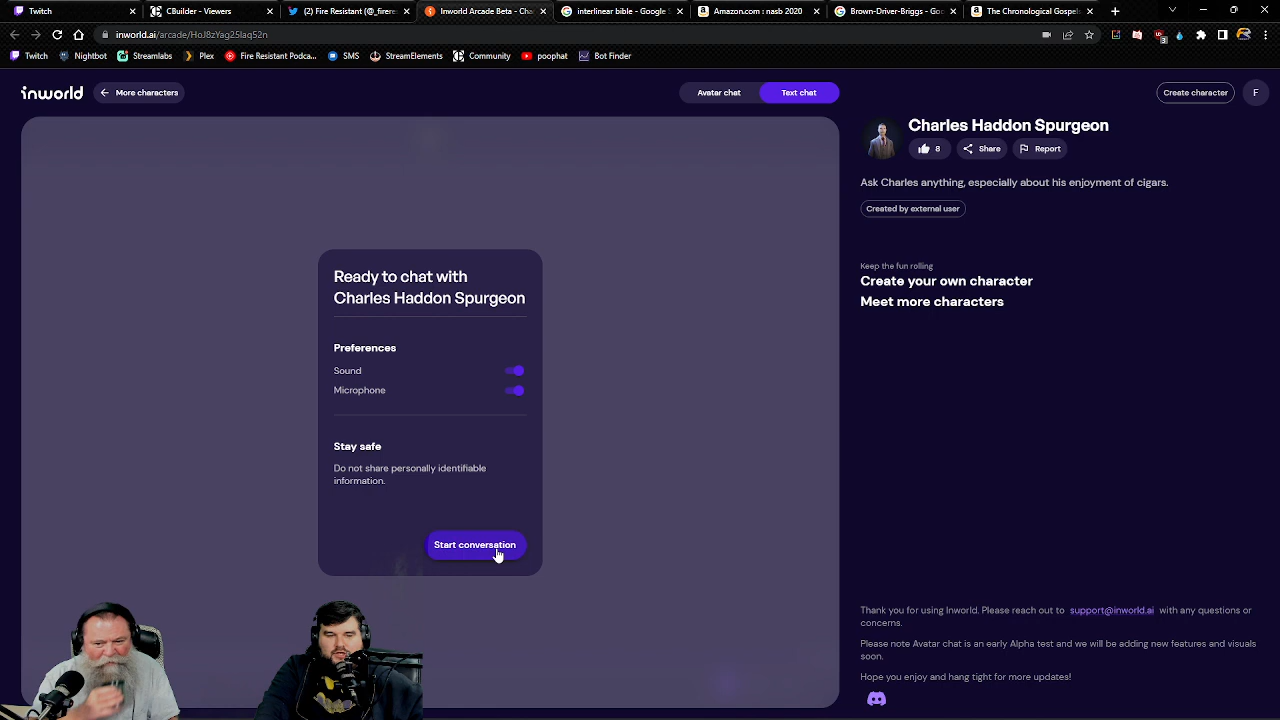 Twitch
CBuilder - Viewers
(2) Fire Resistant (@_firere
Inworld Arcade Beta - Cha
interlinear bible - Google S
Amazon.com : nasb 2020
Brown-Driver-Briggs - Goo
The Chronological Gospels
inworld.ai/arcade/HoJ8zYag25laq52n
Twitch
Nightbot
Streamlabs
Plex
Fire Resistant Podca...
SMS
StreamElements
Community
poophat
Bot Finder
inworld
More characters
Avatar chat
Text chat
Create character
F
Charles Haddon Spurgeon
8
Share
Report
Ask Charles anything, especially about his enjoyment of cigars.
Created by external user
Keep the fun rolling
Create your own character
Meet more characters
Ready to chat with
Charles Haddon Spurgeon
Preferences
Sound
Microphone
Stay safe
Do not share personally identifiable
information.
Start conversation
Thank you for using Inworld. Please reach out to support@inworld.ai with any questions or
concerns.
Please note Avatar chat is an early Alpha test and we will be adding new features and visuals
soon.
Hope you enjoy and hang tight for more updates!